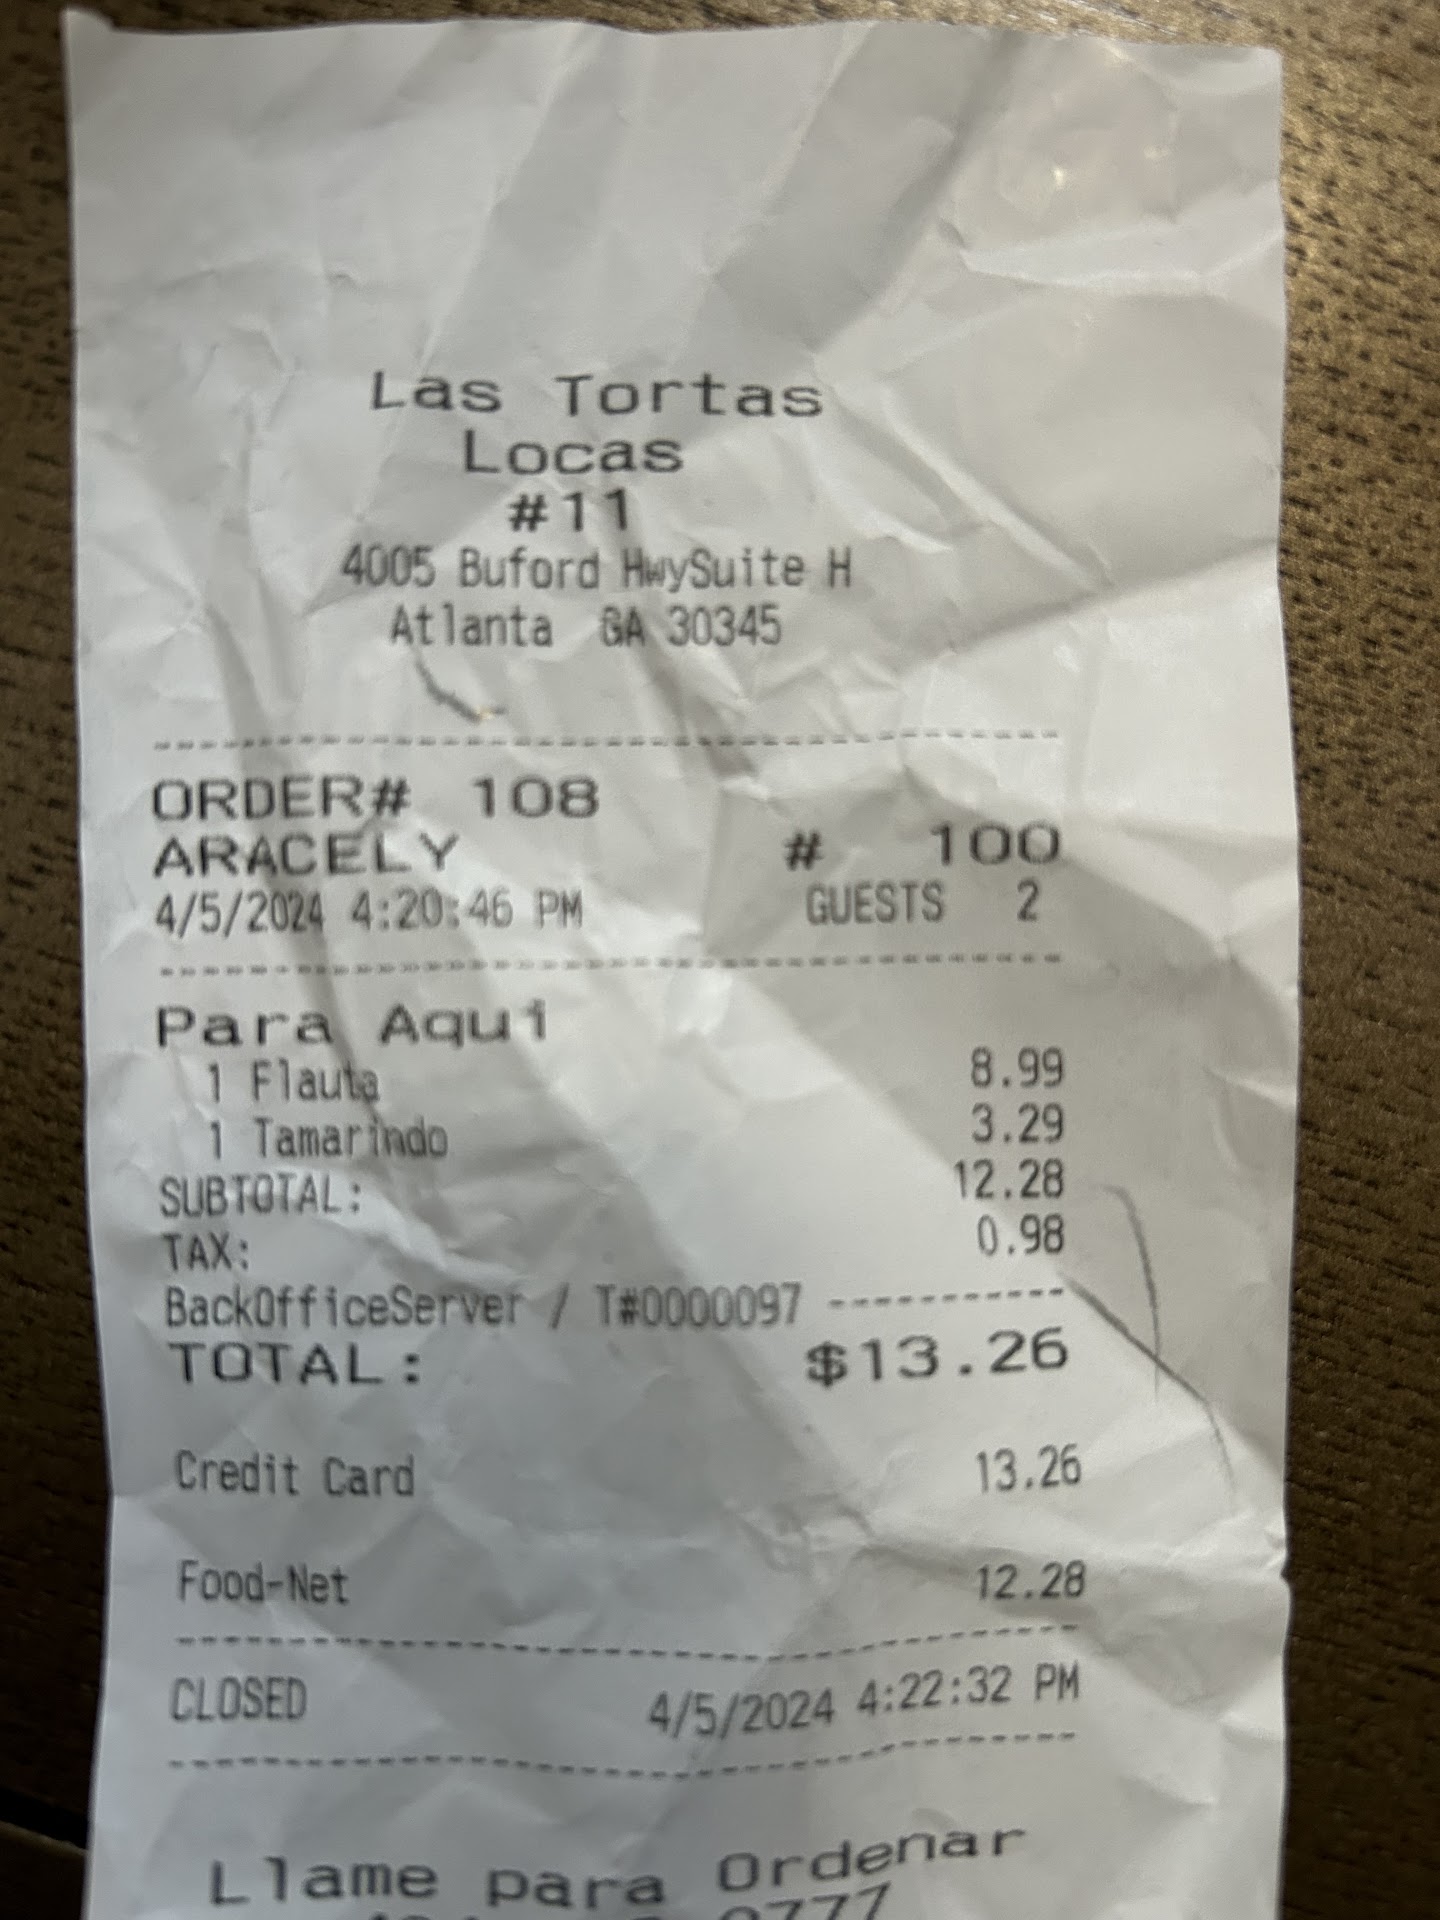 Las Tortas
Locas
#11
4005 Buford HwySuite H
Atlanta GA 30345
ORDER# 108
ARACELY # 100
4/5/2024 4:20:46 PM GUESTS 2
Para Aqui
1 Flauta 8.99
1 Tamarindo 3.29
SUBTOTAL: 12.28
TAX: 0.98
BackOfficeServer / T#0000097
TOTAL: $13.26
Credit Card 13.26
Food-Net 12.28
CLOSED 4/5/2024 4:22:32 PM
Llame para Ordenar